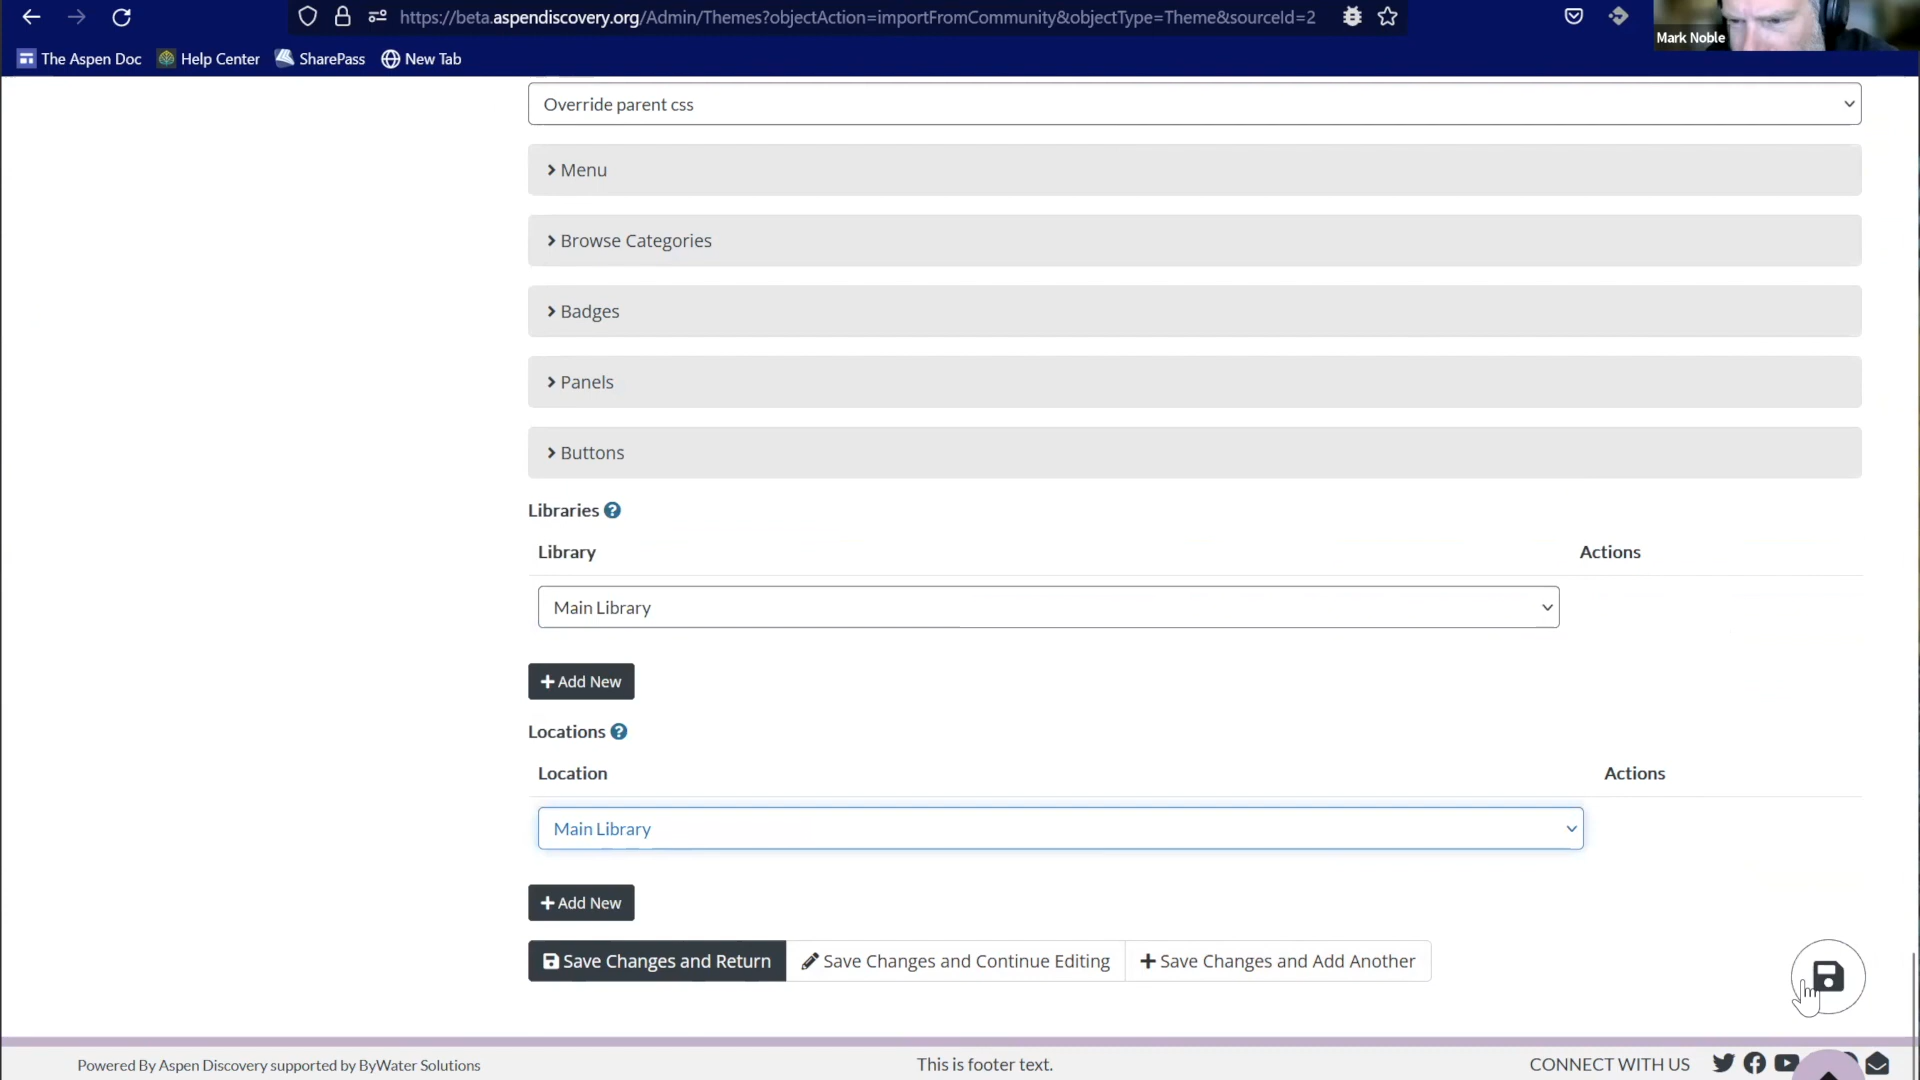 https://beta.aspendiscovery.org/Admin/Themes?objectAction=importFromCommunity&objectType=Theme&sourceId=2
Mark Noble
The Aspen Doc
Help Center
SharePass
New Tab
Override parent css
Menu
Browse Categories
Badges
Panels
Buttons
Libraries
Library
Actions
Main Library
Add New
Locations
Location
Actions
Main Library
Add New
Save Changes and Return
Save Changes and Continue Editing
Save Changes and Add Another
Powered By Aspen Discovery supported by ByWater Solutions
This is footer text.
CONNECT WITH US